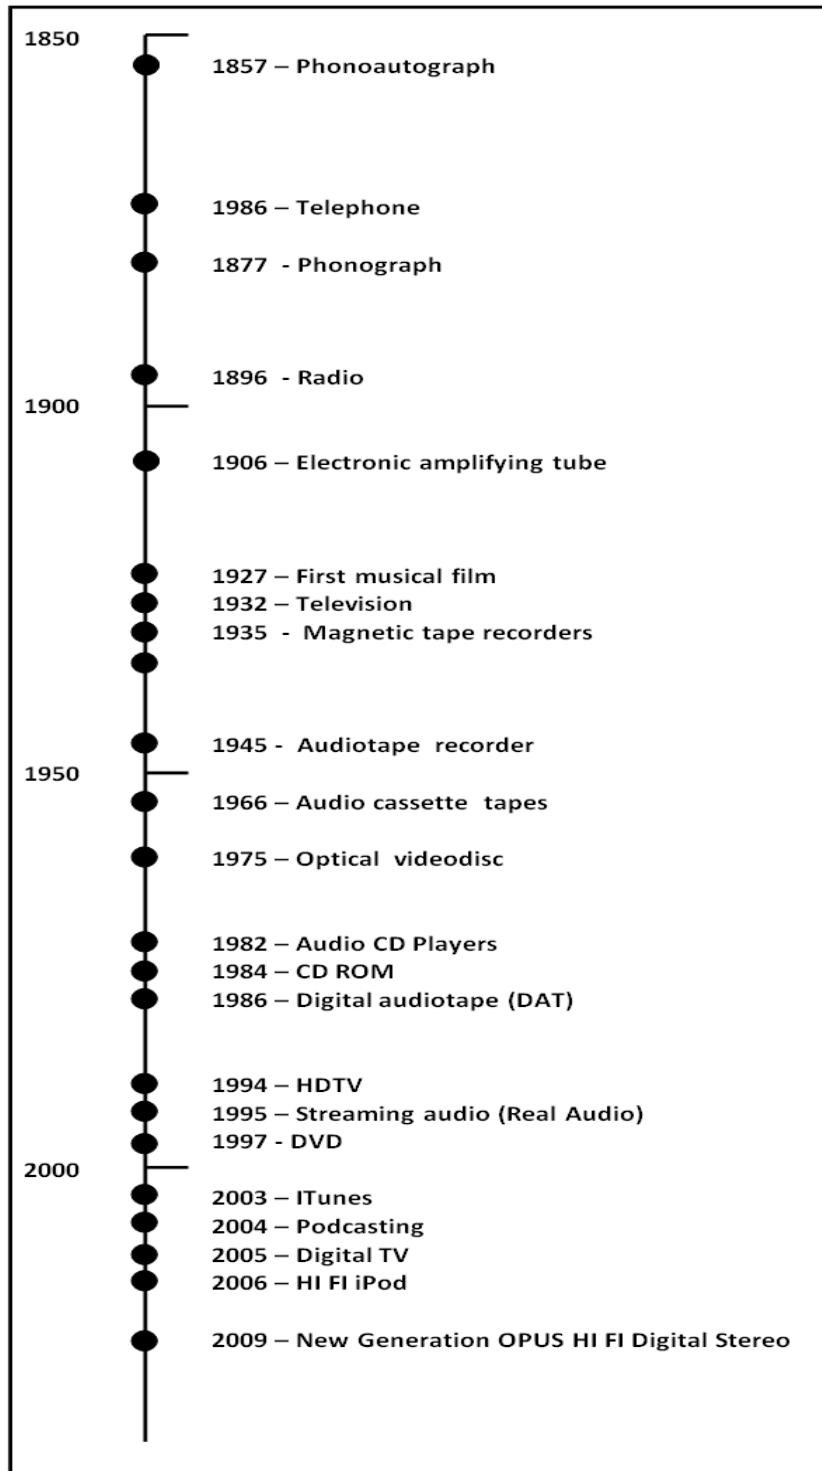 1850
1857 – Phonoautograph
1986 – Telephone
1877 - Phonograph
1896 - Radio
1900
1906 – Electronic amplifying tube
1927 – First musical film
1932 – Television
1935 - Magnetic tape recorders
1945 - Audiotape recorder
1950
1966 – Audio cassette tapes
1975 – Optical videodisc
1982 – Audio CD Players
1984 – CD ROM
1986 – Digital audiotape (DAT)
1994 – HDTV
1995 – Streaming audio (Real Audio)
1997 - DVD
2000
2003 – ITunes
2004 – Podcasting
2005 – Digital TV
2006 – HI FI iPod
2009 – New Generation OPUS HI FI Digital Stereo